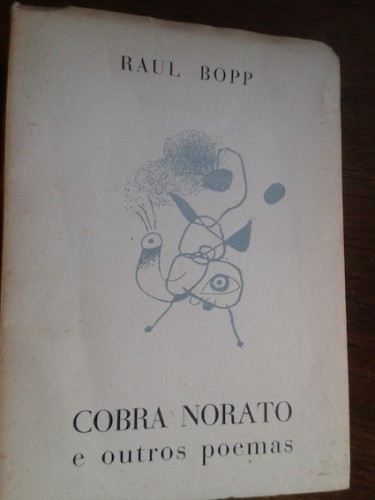 RAUL BOPP
COBRA NORATO
e outros poemas